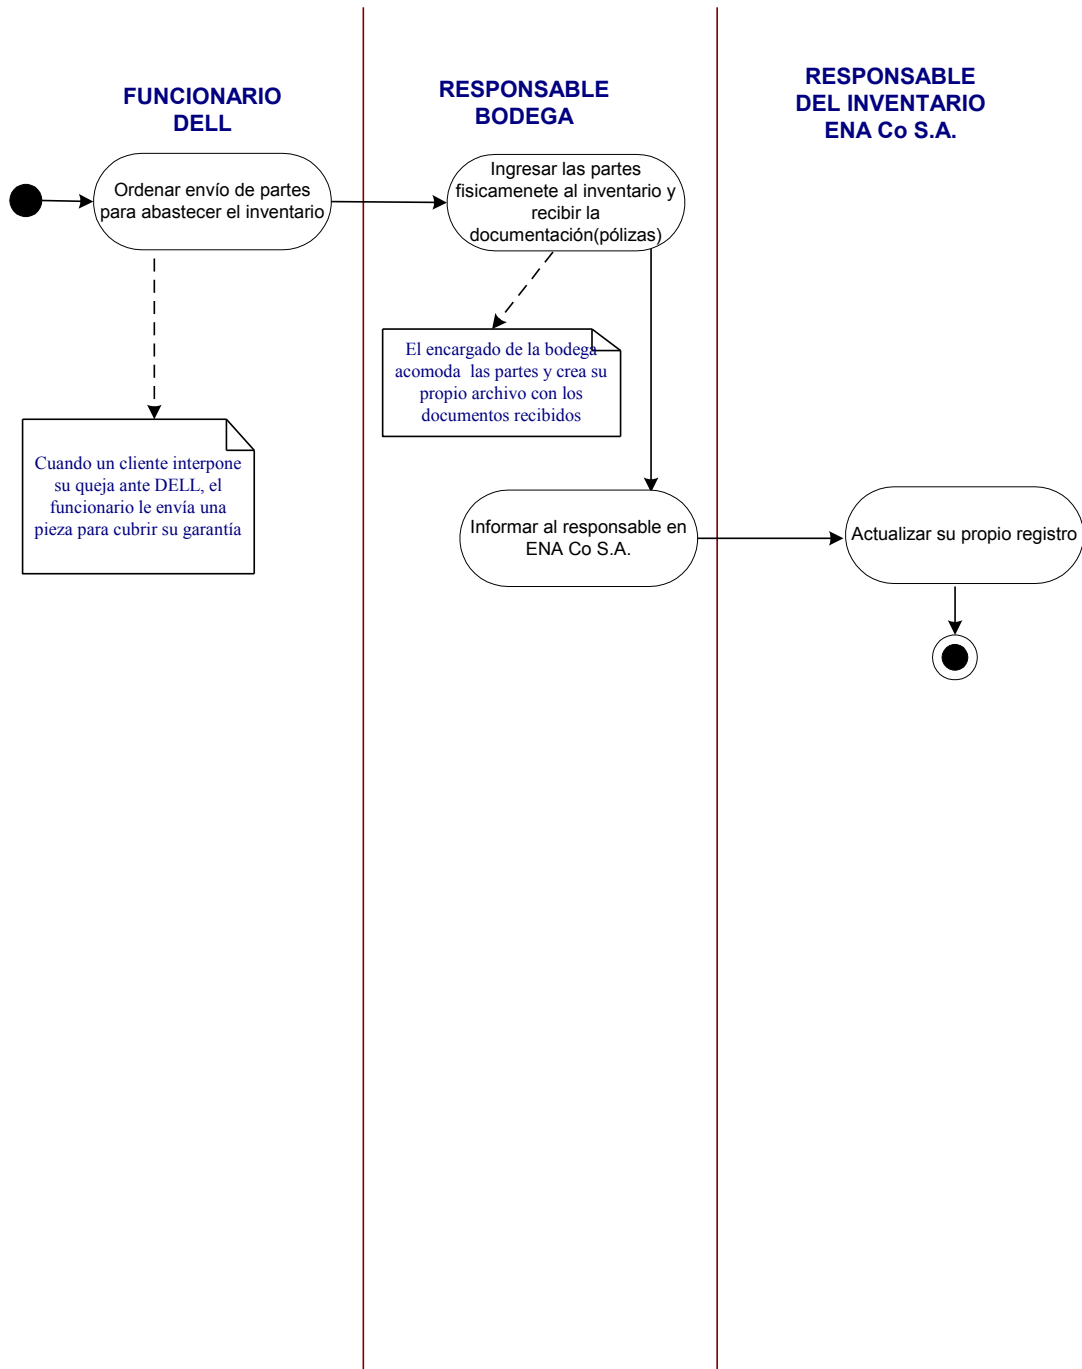 FUNCIONARIO
DELL
RESPONSABLE
BODEGA
RESPONSABLE
DEL INVENTARIO
ENA Co S.A.
Ordenar envío de partes
para abastecer el inventario
Ingresar las partes
fisicamenete al inventario y
recibir la
documentación(pólizas)
El encargado de la bodega
acomoda las partes y crea su
propio archivo con los
documentos recibidos
Cuando un cliente interpone
su queja ante DELL, el
funcionario le envía una
pieza para cubrir su garantía
Informar al responsable en
ENA Co S.A.
Actualizar su propio registro